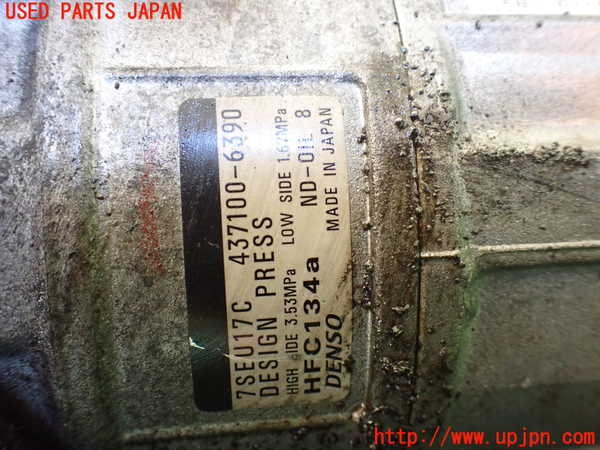 USED PARTS JAPAN
7SEU17C 437100-6390
DESIGN PRESS
HIGH SIDE 3.53MPa LOW SIDE 1.67MPa
HFC134a ND-OIL 8
DENSO MADE IN JAPAN
http://www.upjpn.com/